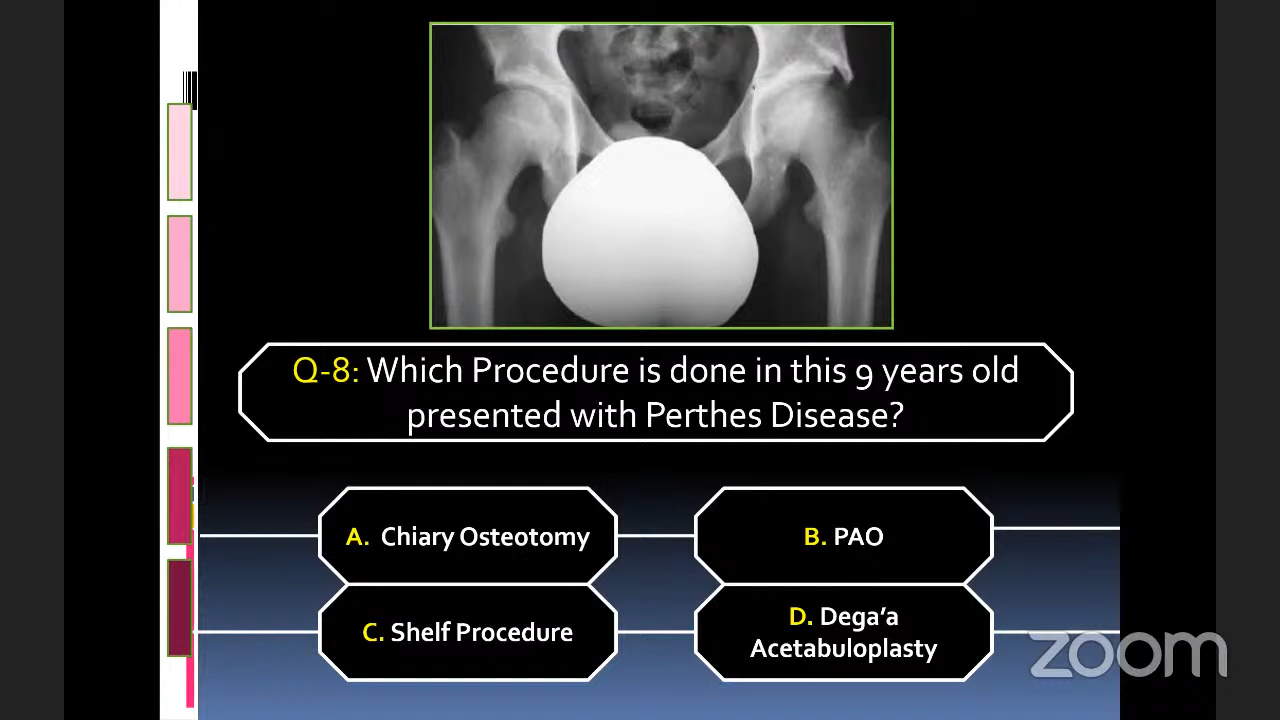 Q-8: Which Procedure is done in this 9 years old
presented with Perthes Disease?
A. Chiary Osteotomy
B. PAO
C. Shelf Procedure
D. Dega'a
Acetabuloplasty
zoom